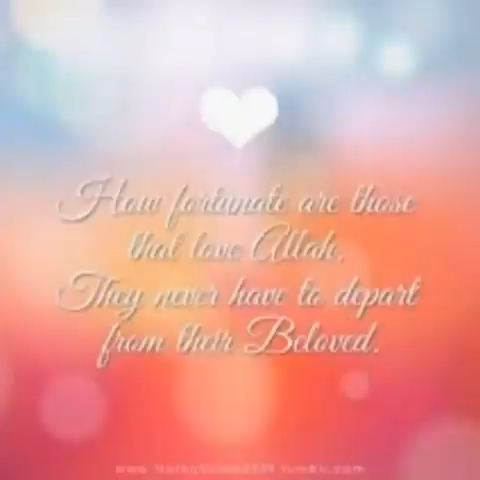 How fortunate are those
that love Allah.
They never have to depart
from their Beloved.